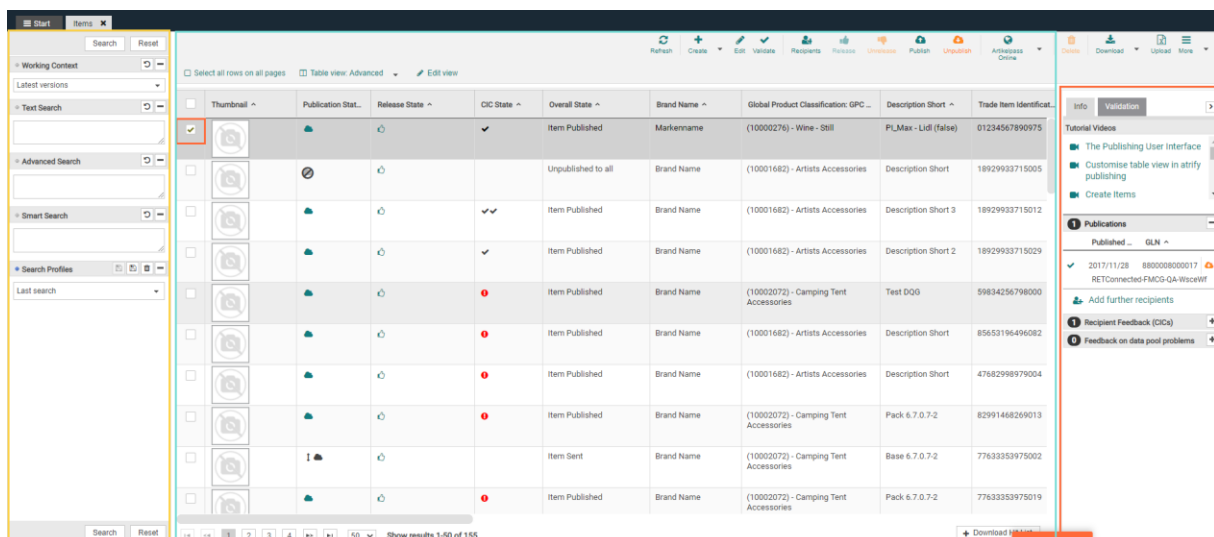 Start
Items
Search Reset
Working Context
Latest versions
Text Search
Advanced Search
Smart Search
Search Profiles
Last search
Search Reset
Refresh Create Edit Validate Recipients Release Unrelease Publish Unpublish Artikelpass Online Delete Download Upload More
Select all rows on all pages Table view: Advanced Edit view
Thumbnail Publication Stat... Release State CIC State Overall State Brand Name Global Product Classification: GPC ... Description Short Trade Item Identificat...
Item Published Markenname (10000276) - Wine - Still PI_Max - Lidl (false) 01234567890975
Unpublished to all Brand Name (10001682) - Artists Accessories Description Short 18929933715005
Item Published Brand Name (10001682) - Artists Accessories Description Short 3 18929933715012
Item Published Brand Name (10001682) - Artists Accessories Description Short 2 18929933715029
Item Published Brand Name (10002072) - Camping Tent Test DQG 59834256798000
Accessories
Item Published Brand Name (10001682) - Artists Accessories Description Short 85653196496082
Item Published Brand Name (10001682) - Artists Accessories Description Short 47682998979004
Item Published Brand Name (10002072) - Camping Tent Pack 6.7.0.7-2 82991468269013
Accessories
Item Sent Brand Name (10002072) - Camping Tent Base 6.7.0.7-2 77633353975002
Accessories
Item Published Brand Name (10002072) - Camping Tent Pack 6.7.0.7-2 77633353975019
Accessories
1 2 3 4 50 Show results 1-50 of 155
+ Download
Info Validation
Tutorial Videos
The Publishing User Interface
Customise table view in atrify
publishing
Create Items
1 Publications
Published ... GLN
2017/11/28 8800008000017
RETConnected-FMCG-QA-WsceWf
Add further recipients
1 Recipient Feedback (CICs)
0 Feedback on data pool problems